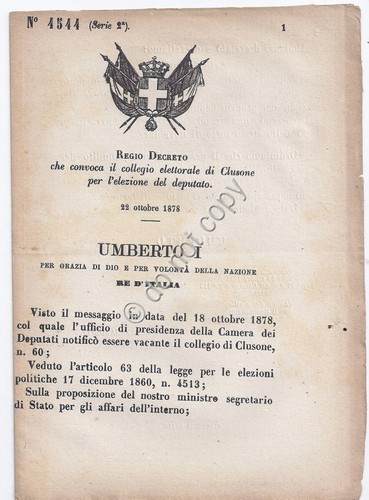 N° 4544 (Serie 2ª).
1
REGIO DECRETO
che convoca il collegio elettorale di Clusone
per l'elezione del deputato.
22 ottobre 1878
UMBERTO I
PER GRAZIA DI DIO E PER VOLONTÀ DELLA NAZIONE
RE D'ITALIA
Visto il messaggio in data del 18 ottobre 1878,
col quale l'ufficio di presidenza della Camera dei
Deputati notificò essere vacante il collegio di Clusone,
n. 60;
Veduto l'articolo 63 della legge per le elezioni
politiche 17 dicembre 1860, n. 4513;
Sulla proposizione del nostro ministro segretario
di Stato per gli affari dell'interno;
do not copy